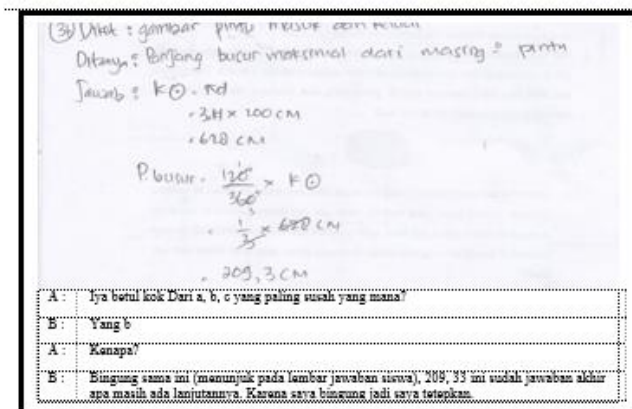 (3b) Diket : gambar pintu masuk dan keluar
Ditanya : Panjang busur maksimal dari masing² pintu
Jawab : K⊙ = πd
= 3,14 × 200 cm
= 628 cm
P. busur = 120°/360° × K⊙
= 1/3 × 628 cm
= 209,3 cm
A : Iya betul kok Dari a, b, c yang paling susah yang mana?
B : Yang b
A : Kenapa?
B : Bingung sama ini (menunjuk pada lembar jawaban siswa), 209, 33 ini sudah jawaban akhir
apa masih ada lanjutannya. Karena saya bingung jadi saya tetepkan.